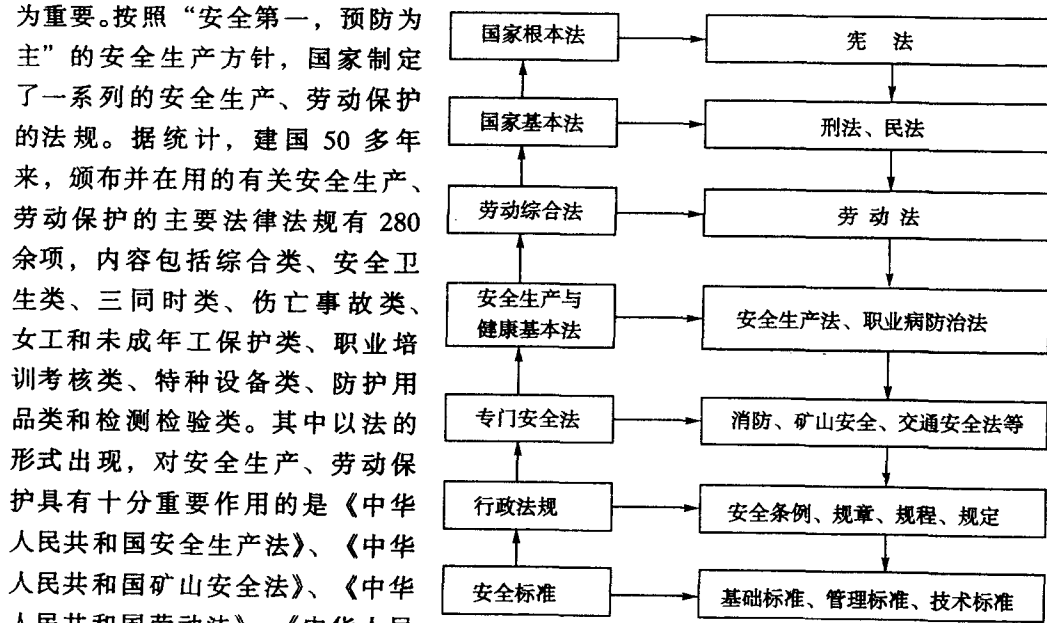 为重要。按照“安全第一，预防为
主”的安全生产方针，国家制定
了一系列的安全生产、劳动保护
的法规。据统计，建国 50 多年
来，颁布并在用的有关安全生产、
劳动保护的主要法律法规有 280
余项，内容包括综合类、安全卫
生类、三同时类、伤亡事故类、
女工和未成年工保护类、职业培
训考核类、特种设备类、防护用
品类和检测检验类。其中以法的
形式出现，对安全生产、劳动保
护具有十分重要作用的是《中华
人民共和国安全生产法》、《中华
人民共和国矿山安全法》、《中华
人民共和国劳动法》、《中华人民
国家根本法
宪 法
国家基本法
刑法、民法
劳动综合法
劳 动 法
安全生产与
健康基本法
安全生产法、职业病防治法
专门安全法
消防、矿山安全、交通安全法等
行政法规
安全条例、规章、规程、规定
安全标准
基础标准、管理标准、技术标准